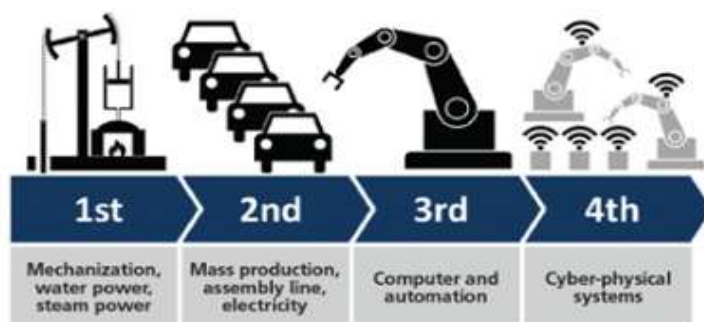 1st
2nd
3rd
4th
Mechanization,
water power,
steam power
Mass production,
assembly line,
electricity
Computer and
automation
Cyber-physical
systems